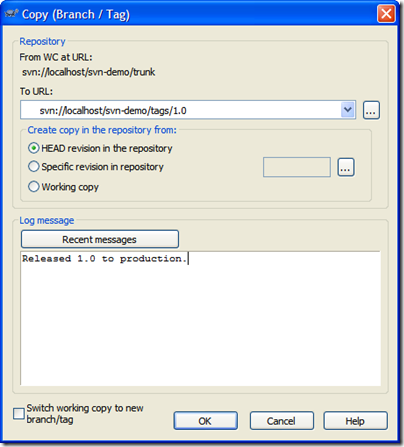 Copy (Branch / Tag)
Repository
From WC at URL:
svn://localhost/svn-demo/trunk
To URL:
svn://localhost/svn-demo/tags/1.0
...
Create copy in the repository from:
HEAD revision in the repository
Specific revision in repository
...
Working copy
Log message
Recent messages
Released 1.0 to production.
Switch working copy to new
branch/tag
OK
Cancel
Help